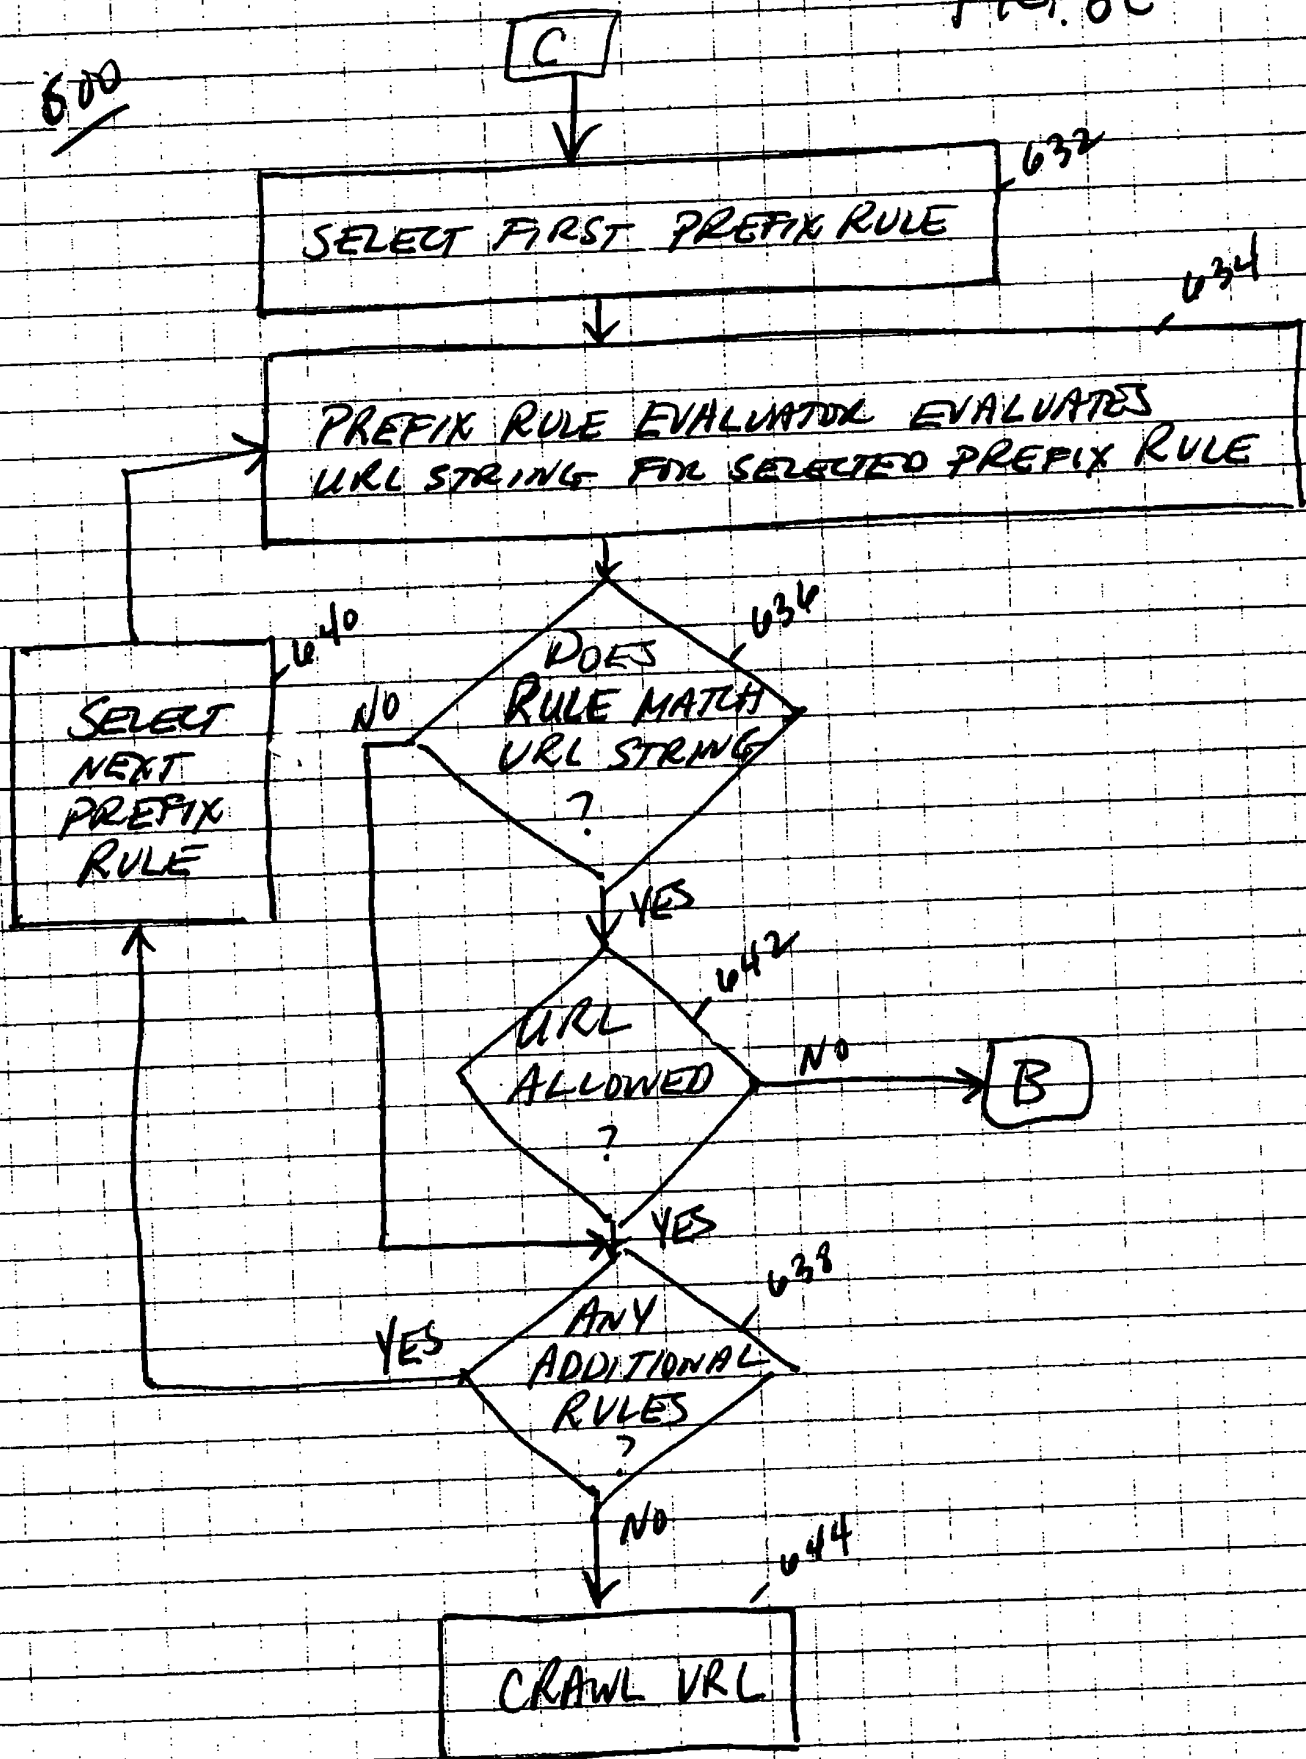 FIG. 6C
C
600
632
SELECT FIRST PREFIX RULE
634
PREFIX RULE EVALUATOR EVALUATES
URL STRING FOR SELECTED PREFIX RULE
636
640
DOES
RULE MATCH
URL STRING
?
NO
SELECT
NEXT
PREFIX
RULE
YES
642
URL
ALLOWED
?
NO
B
YES
638
ANY
ADDITIONAL
RULES
?
YES
NO
644
CRAWL URL